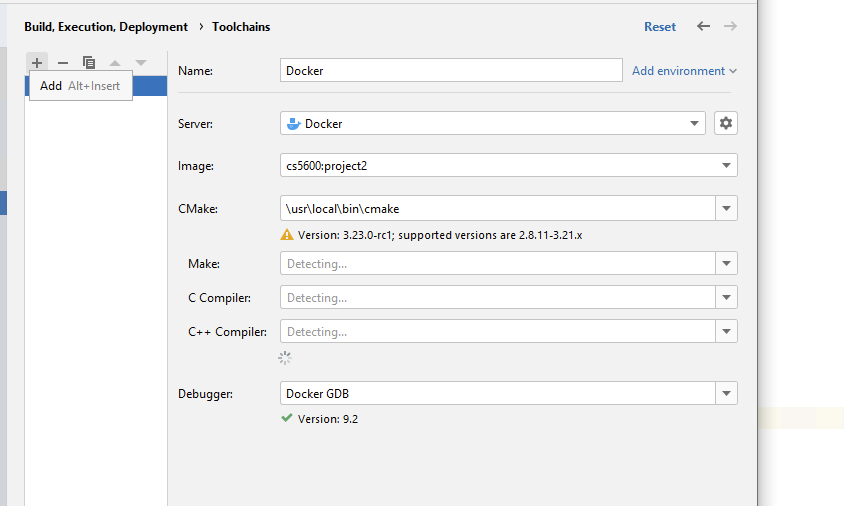 Build, Execution, Deployment › Toolchains Reset
Name: Docker Add environment
Add Alt+Insert
Server: Docker
Image: cs5600:project2
CMake: \usr\local\bin\cmake
Version: 3.23.0-rc1; supported versions are 2.8.11-3.21.x
Make: Detecting...
C Compiler: Detecting...
C++ Compiler: Detecting...
Debugger: Docker GDB
Version: 9.2